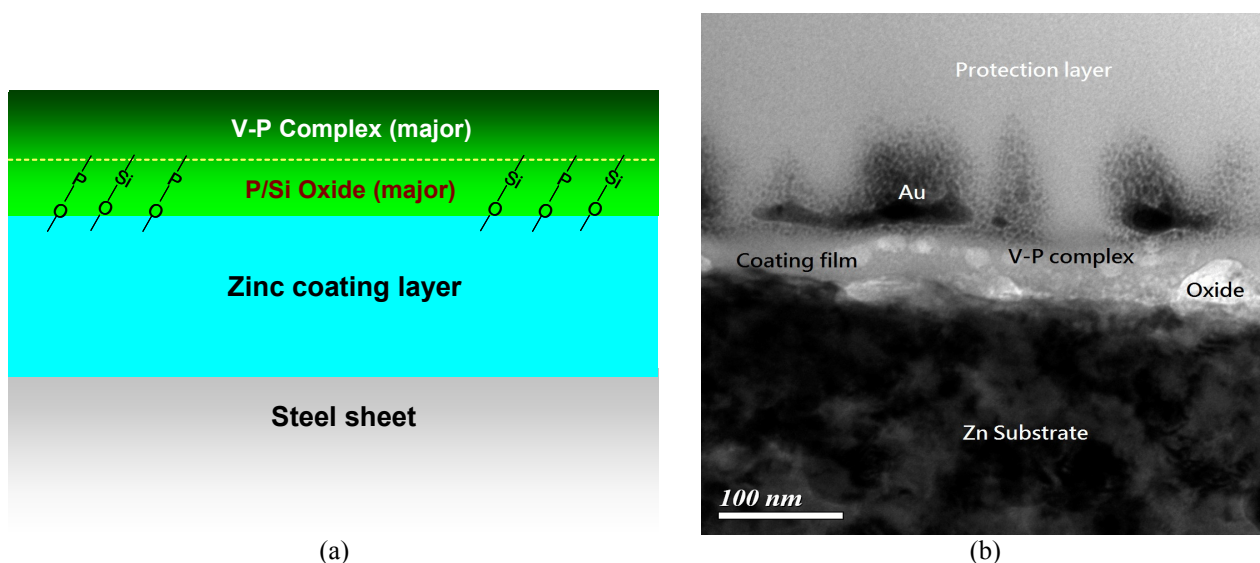 V-P Complex (major)
P/Si Oxide (major)
O—P
O—Si
O—P
O—Si
O—P
O—Si
Zinc coating layer
Steel sheet
(a)
Protection layer
Au
Coating film
V-P complex
Oxide
Zn Substrate
100 nm
(b)